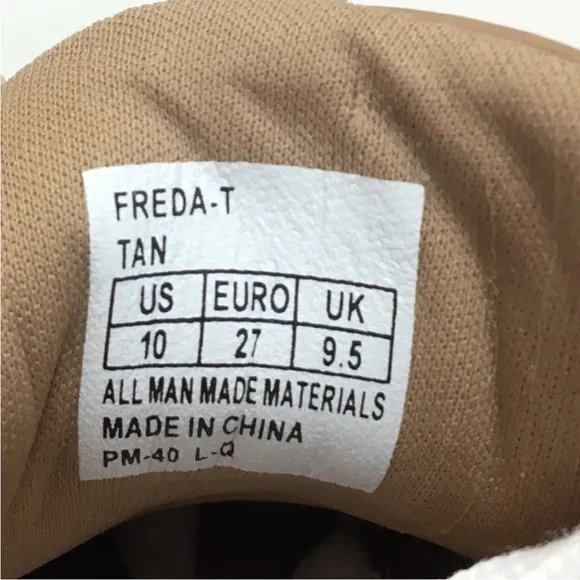 FREDA-T
TAN
US EURO UK
10 27 9.5
ALL MAN MADE MATERIALS
MADE IN CHINA
PM-40 L-Q